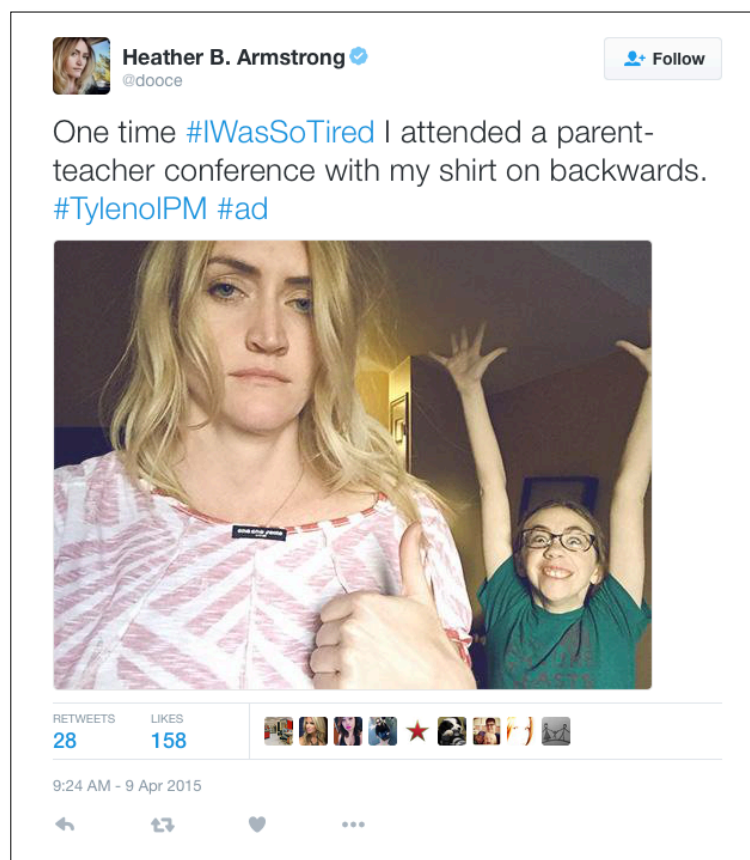 Heather B. Armstrong
@dooce
Follow
One time #IWasSoTired I attended a parent-
teacher conference with my shirt on backwards.
#TylenolPM #ad
RETWEETS LIKES
28 158
9:24 AM - 9 Apr 2015